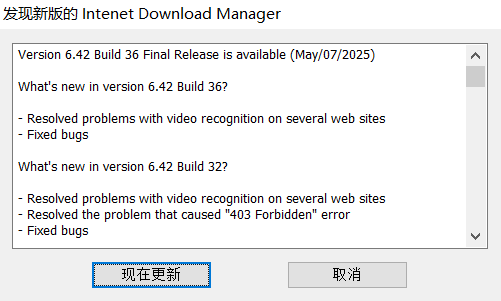 发现新版的 Intenet Download Manager
Version 6.42 Build 36 Final Release is available (May/07/2025)
What's new in version 6.42 Build 36?
- Resolved problems with video recognition on several web sites
- Fixed bugs
What's new in version 6.42 Build 32?
- Resolved problems with video recognition on several web sites
- Resolved the problem that caused "403 Forbidden" error
- Fixed bugs
现在更新
取消